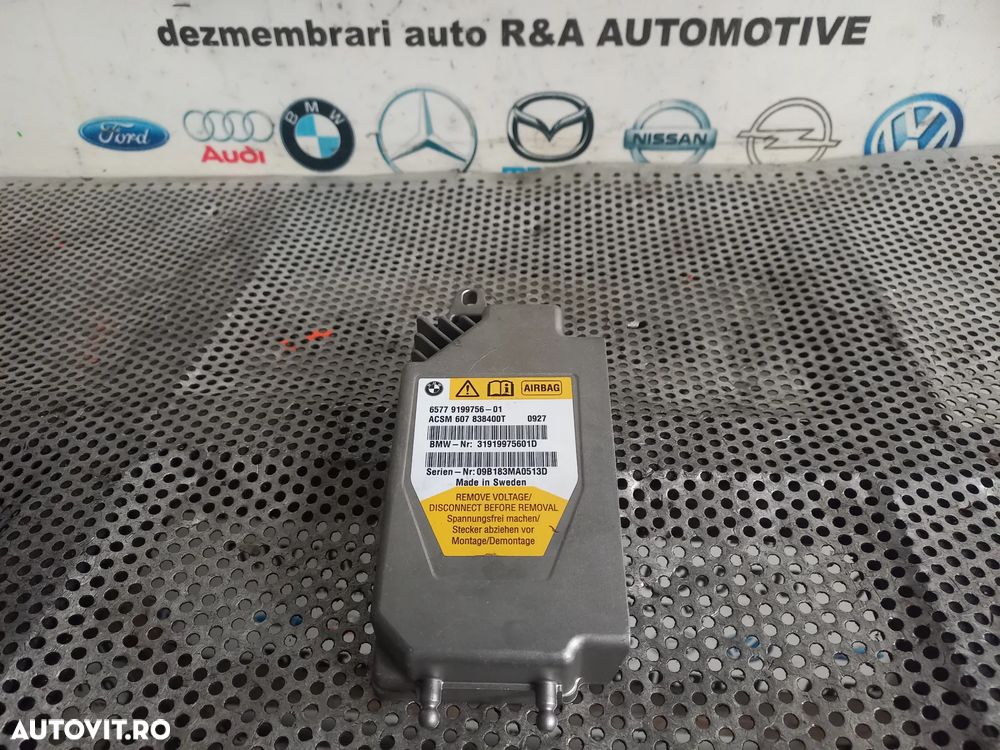 dezmembrari auto R&A AUTOMOTIVE
Ford
Audi
BMW
NISSAN
AIRBAG
6577 9199756-01
ACSM 607 838400T 0927
BMW-Nr: 31919975601D
Serien-Nr: 09B183MA0513D
Made in Sweden
REMOVE VOLTAGE/
DISCONNECT BEFORE REMOVAL
Spannungsfrei machen/
Stecker abziehen vor
Montage/Demontage
AUTOVIT.RO